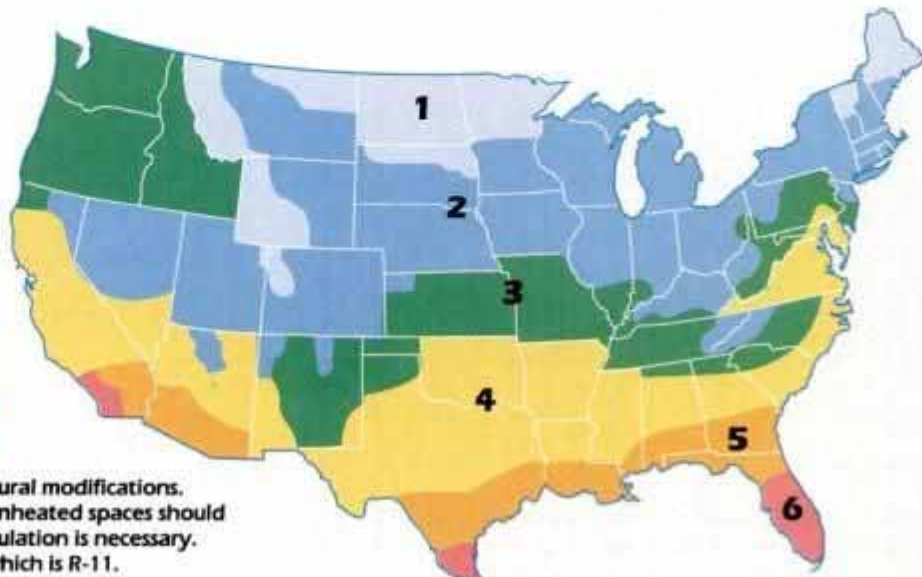 1
2
3
4
5
6
ural modifications.
nheated spaces should
ulation is necessary.
hich is R-11.